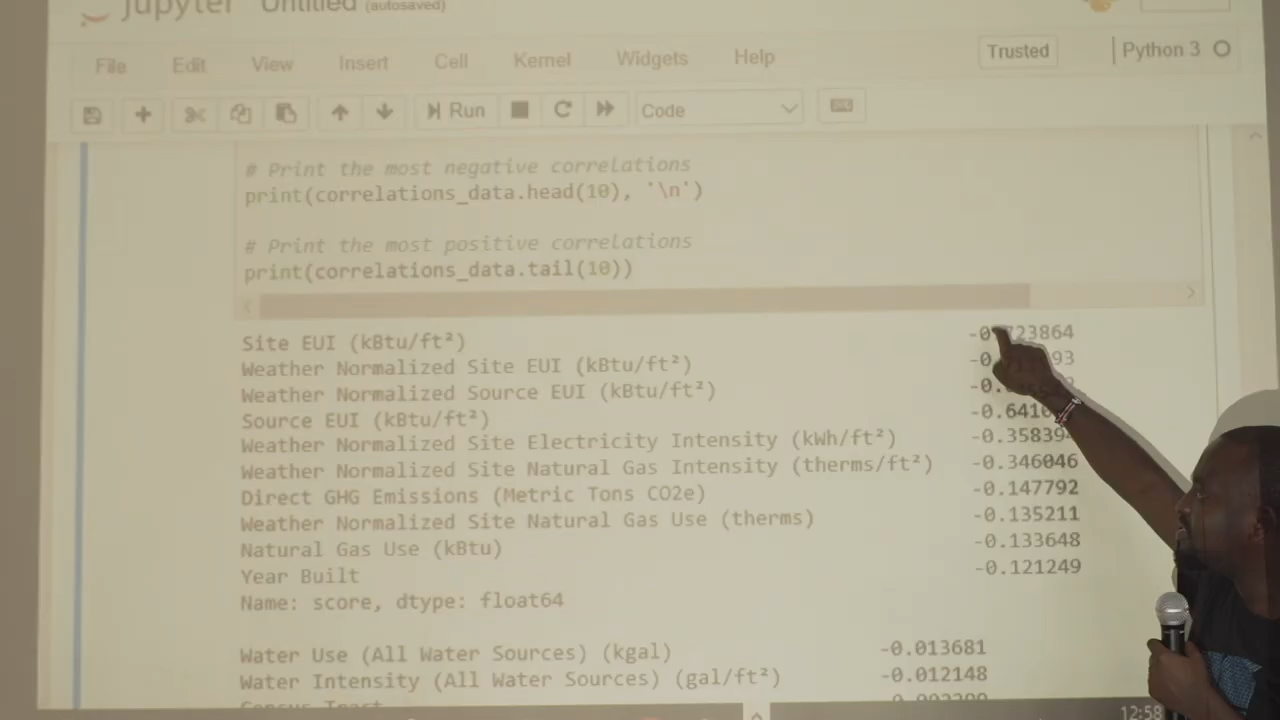 jupyter Untitled (autosaved)
File Edit View Insert Cell Kernel Widgets Help Trusted Python 3
Run Code
# Print the most negative correlations
print(correlations_data.head(10), '\n')
# Print the most positive correlations
print(correlations_data.tail(10))
Site EUI (kBtu/ft²)
Weather Normalized Site EUI (kBtu/ft²)
Weather Normalized Source EUI (kBtu/ft²)
Source EUI (kBtu/ft²)
Weather Normalized Site Electricity Intensity (kWh/ft²) -0.358394
Weather Normalized Site Natural Gas Intensity (therms/ft²) -0.346046
Direct GHG Emissions (Metric Tons CO2e) -0.147792
Weather Normalized Site Natural Gas Use (therms) -0.135211
Natural Gas Use (kBtu) -0.133648
Year Built -0.121249
Name: score, dtype: float64
Water Use (All Water Sources) (kgal) -0.013681
Water Intensity (All Water Sources) (gal/ft²) -0.012148
Census Tract
12:58